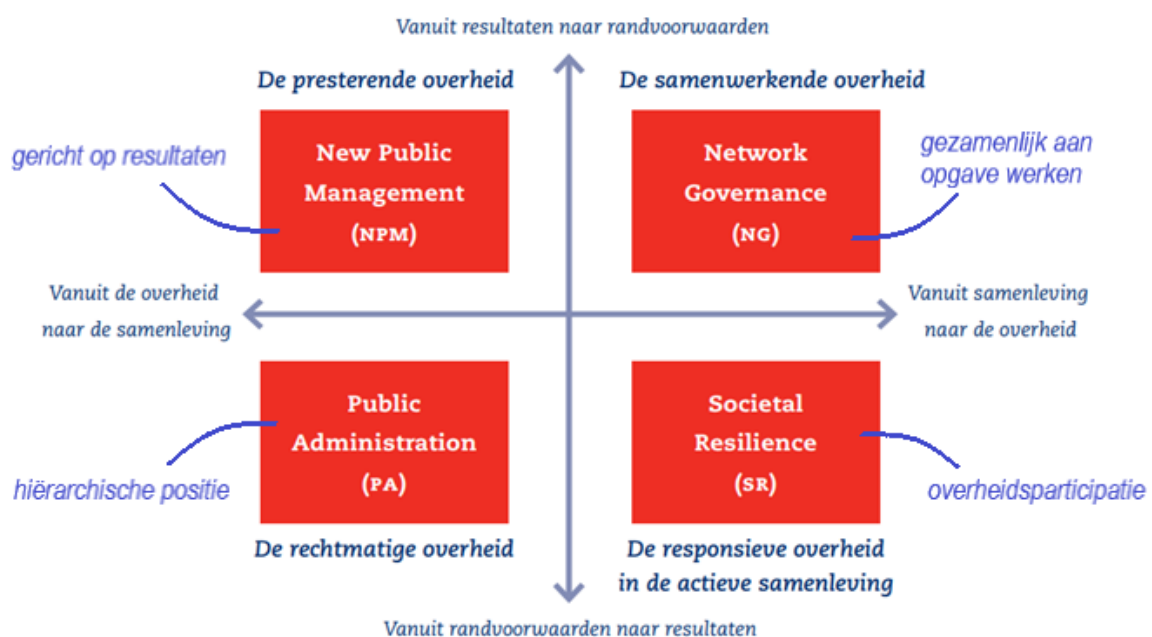 Vanuit resultaten naar randvoorwaarden
De presterende overheid
De samenwerkende overheid
gericht op resultaten
New Public
Management
(NPM)
Network
Governance
(NG)
gezamenlijk aan
opgave werken
Vanuit de overheid
naar de samenleving
Vanuit samenleving
naar de overheid
Public
Administration
(PA)
hiërarchische positie
Societal
Resilience
(SR)
overheidsparticipatie
De rechtmatige overheid
De responsieve overheid
in de actieve samenleving
Vanuit randvoorwaarden naar resultaten